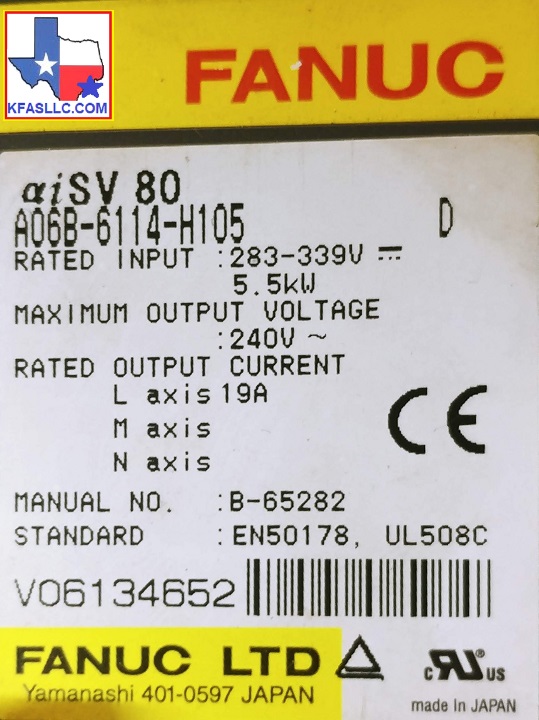 KFASLLC.COM
FANUC
αiSV 80
A06B-6114-H105 D
RATED INPUT :283-339V ⎓
5.5kW
MAXIMUM OUTPUT VOLTAGE
:240V ~
RATED OUTPUT CURRENT
L axis 19A
M axis
N axis
CE
MANUAL NO. :B-65282
STANDARD :EN50178, UL508C
V06134652
FANUC LTD
Yamanashi 401-0597 JAPAN
c RU ® US
made in JAPAN